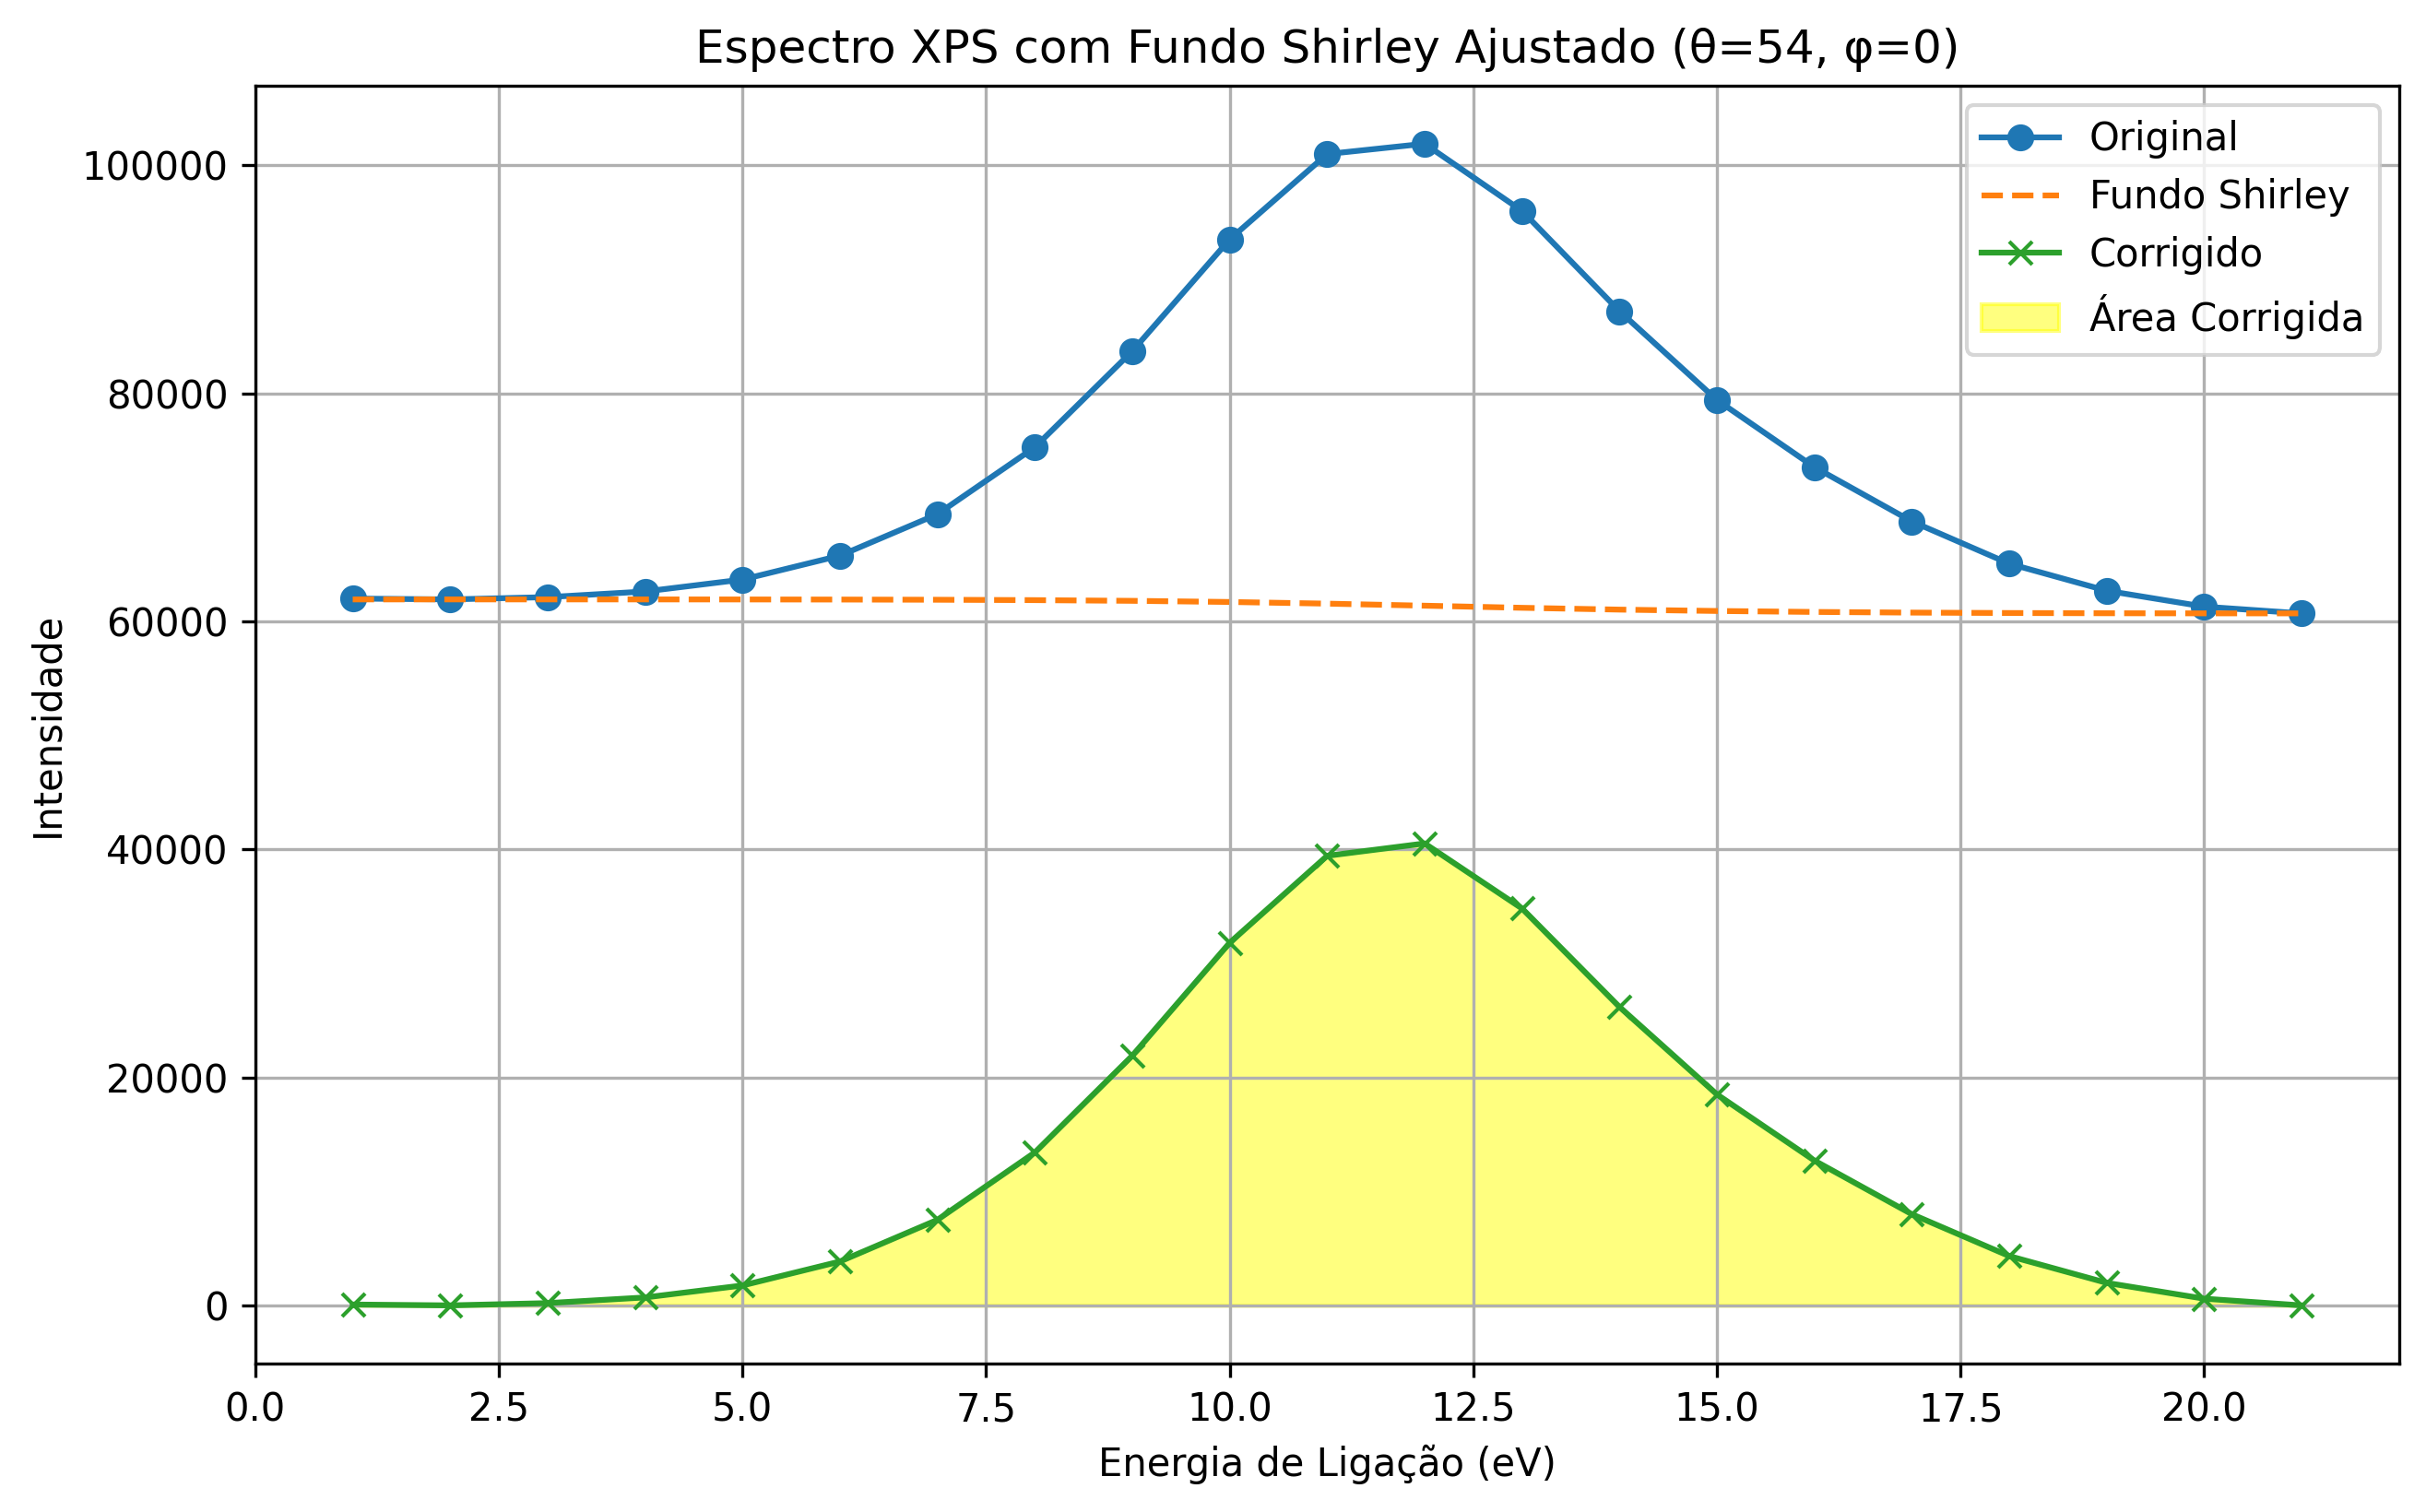 Espectro XPS com Fundo Shirley Ajustado (θ=54, φ=0)
Original
Fundo Shirley
Corrigido
Área Corrigida
Intensidade
100000
80000
60000
40000
20000
0
0.0 2.5 5.0 7.5 10.0 12.5 15.0 17.5 20.0
Energia de Ligação (eV)